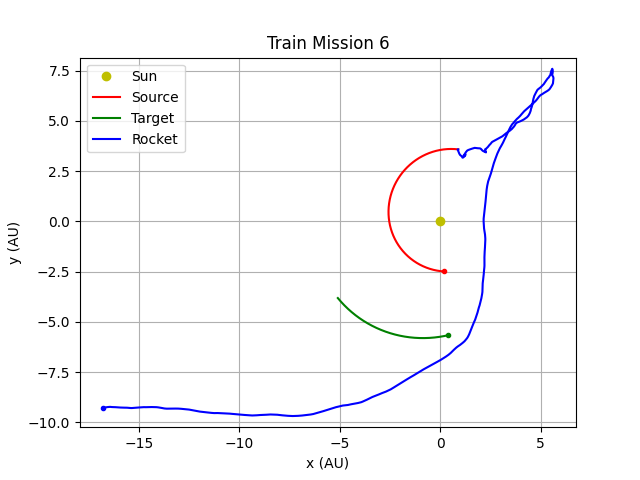 Train Mission 6
Sun
Source
Target
Rocket
7.5
5.0
2.5
0.0
−2.5
−5.0
−7.5
−10.0
y (AU)
−15
−10
−5
0
5
x (AU)